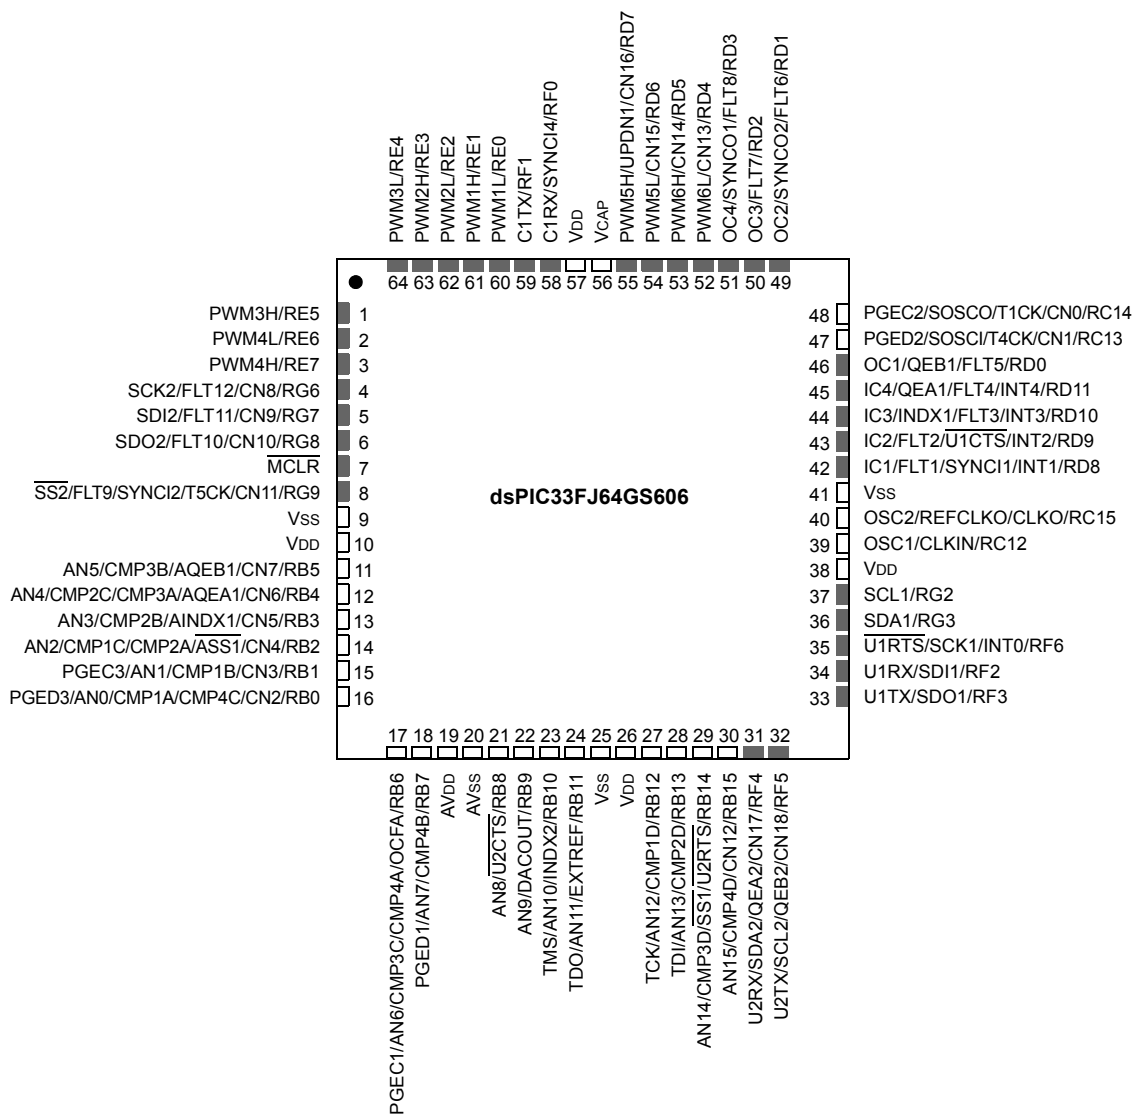 PWM3L/RE4
PWM2H/RE3
PWM2L/RE2
PWM1H/RE1
PWM1L/RE0
C1TX/RF1
C1RX/SYNCI4/RF0
VDD
VCAP
PWM5H/UPDN1/CN16/RD7
PWM5L/CN15/RD6
PWM6H/CN14/RD5
PWM6L/CN13/RD4
OC4/SYNCO1/FLT8/RD3
OC3/FLT7/RD2
OC2/SYNCO2/FLT6/RD1
64 63 62 61 60 59 58 57 56 55 54 53 52 51 50 49
PWM3H/RE5 1
PWM4L/RE6 2
PWM4H/RE7 3
SCK2/FLT12/CN8/RG6 4
SDI2/FLT11/CN9/RG7 5
SDO2/FLT10/CN10/RG8 6
MCLR 7
SS2/FLT9/SYNCI2/T5CK/CN11/RG9 8
VSS 9
VDD 10
AN5/CMP3B/AQEB1/CN7/RB5 11
AN4/CMP2C/CMP3A/AQEA1/CN6/RB4 12
AN3/CMP2B/AINDX1/CN5/RB3 13
AN2/CMP1C/CMP2A/ASS1/CN4/RB2 14
PGEC3/AN1/CMP1B/CN3/RB1 15
PGED3/AN0/CMP1A/CMP4C/CN2/RB0 16
dsPIC33FJ64GS606
48 PGEC2/SOSCO/T1CK/CN0/RC14
47 PGED2/SOSCI/T4CK/CN1/RC13
46 OC1/QEB1/FLT5/RD0
45 IC4/QEA1/FLT4/INT4/RD11
44 IC3/INDX1/FLT3/INT3/RD10
43 IC2/FLT2/U1CTS/INT2/RD9
42 IC1/FLT1/SYNCI1/INT1/RD8
41 VSS
40 OSC2/REFCLKO/CLKO/RC15
39 OSC1/CLKIN/RC12
38 VDD
37 SCL1/RG2
36 SDA1/RG3
35 U1RTS/SCK1/INT0/RF6
34 U1RX/SDI1/RF2
33 U1TX/SDO1/RF3
17 18 19 20 21 22 23 24 25 26 27 28 29 30 31 32
PGEC1/AN6/CMP3C/CMP4A/OCFA/RB6
PGED1/AN7/CMP4B/RB7
AVDD
AVSS
AN8/U2CTS/RB8
AN9/DACOUT/RB9
TMS/AN10/INDX2/RB10
TDO/AN11/EXTREF/RB11
VSS
VDD
TCK/AN12/CMP1D/RB12
TDI/AN13/CMP2D/RB13
AN14/CMP3D/SS1/U2RTS/RB14
AN15/CMP4D/CN12/RB15
U2RX/SDA2/QEA2/CN17/RF4
U2TX/SCL2/QEB2/CN18/RF5